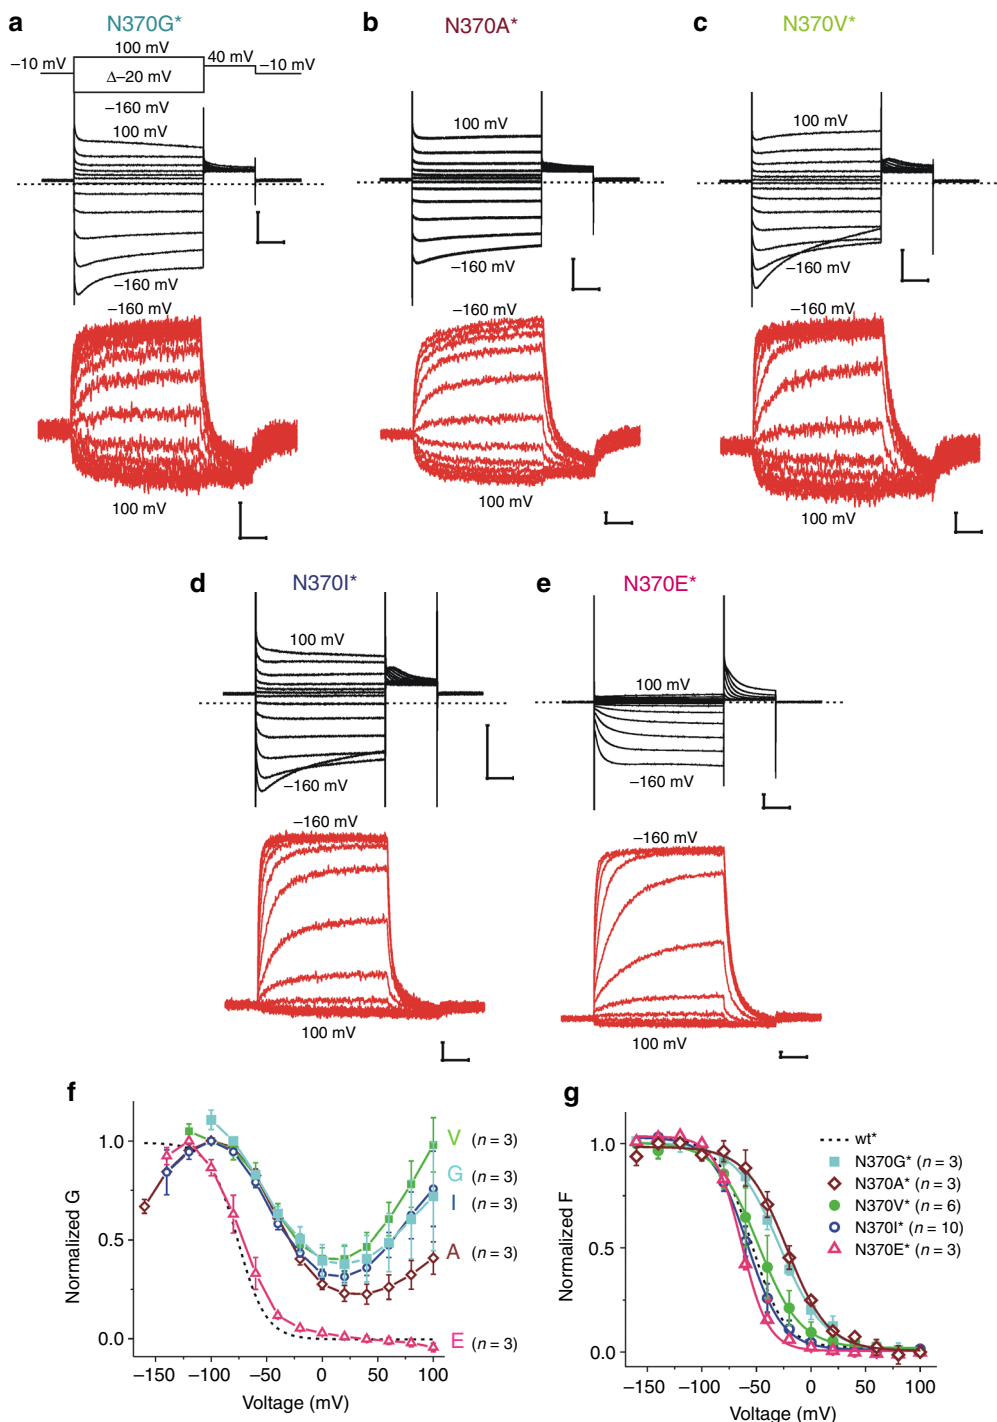 a
N370G*
b
N370A*
c
N370V*
100 mV
40 mV
−10 mV
−10 mV
Δ−20 mV
−160 mV
100 mV
100 mV
100 mV
−160 mV
−160 mV
−160 mV
−160 mV
−160 mV
−160 mV
100 mV
100 mV
100 mV
d
N370I*
e
N370E*
100 mV
100 mV
−160 mV
−160 mV
−160 mV
−160 mV
100 mV
100 mV
f
Normalized G
1.0
0.5
0.0
−150 −100 −50 0 50 100
Voltage (mV)
V (n = 3)
G (n = 3)
I (n = 3)
A (n = 3)
E (n = 3)
g
Normalized F
1.0
0.5
0.0
−150 −100 −50 0 50 100
Voltage (mV)
wt*
N370G* (n = 3)
N370A* (n = 3)
N370V* (n = 6)
N370I* (n = 10)
N370E* (n = 3)